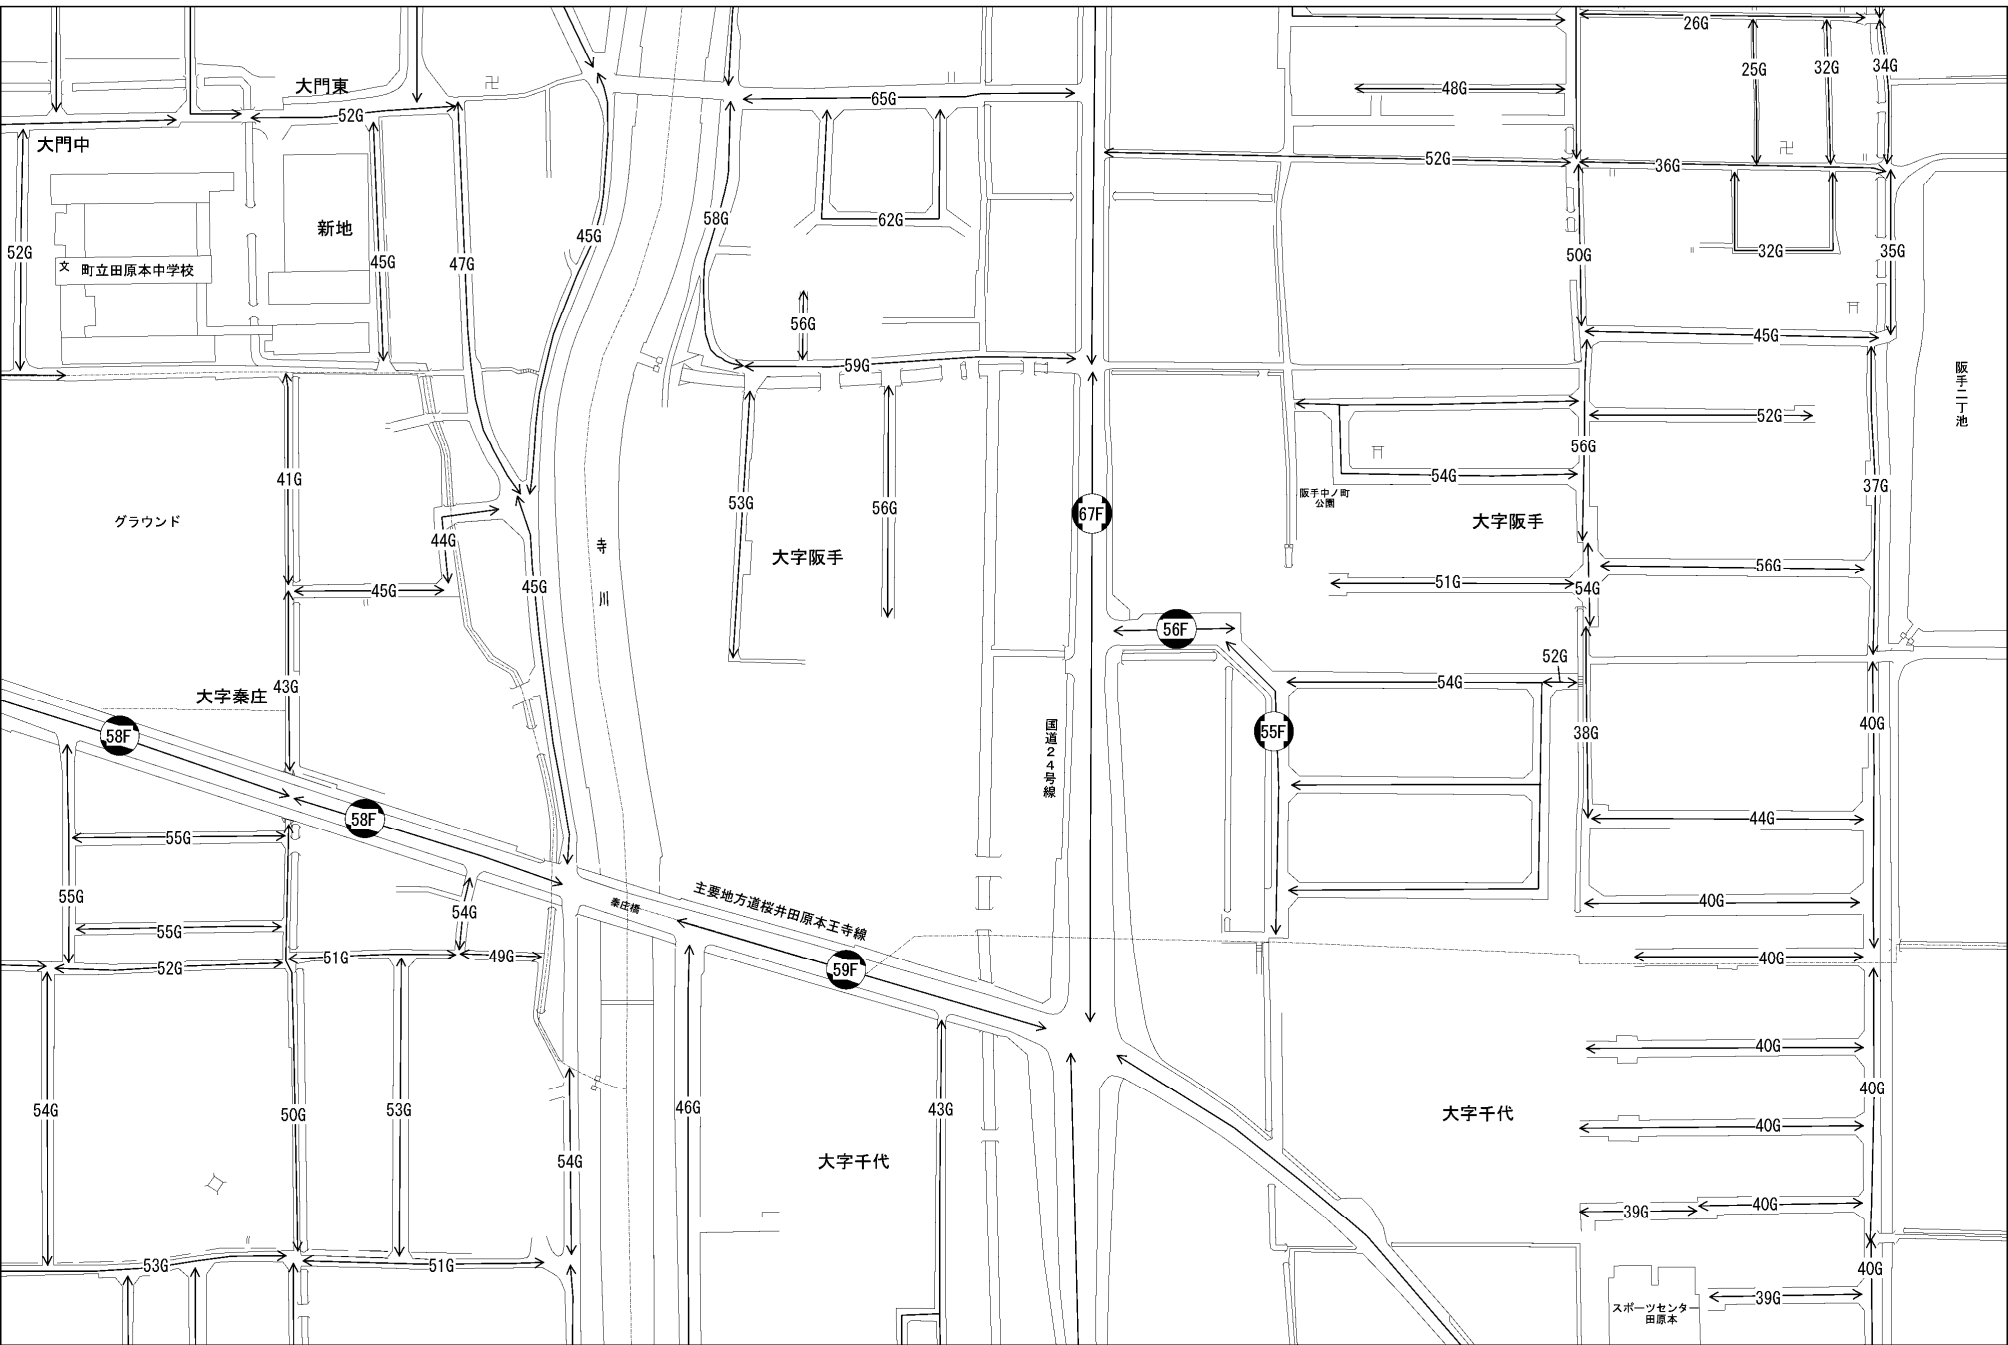 26G
25G
32G
34G
大門東
48G
65G
52G
大門中
52G
36G
58G
62G
新地
45G
52G
45G
47G
文 町立田原本中学校
50G
32G
35G
56G
45G
59G
阪手二丁池
52G
56G
54G
41G
53G
56G
37G
阪手中ノ町
公園
67F
グラウンド
大字阪手
44G
寺川
大字阪手
56G
45G
45G
51G
54G
56F
52G
54G
大字秦庄
43G
国道24号線
55F
38G
40G
58F
58F
44G
55G
主要地方道桜井田原本王寺線
55G
54G
秦庄橋
40G
55G
51G
49G
52G
59F
40G
40G
40G
54G
50G
53G
46G
43G
大字千代
40G
54G
大字千代
39G
40G
53G
51G
40G
39G
スポーツセンター
田原本